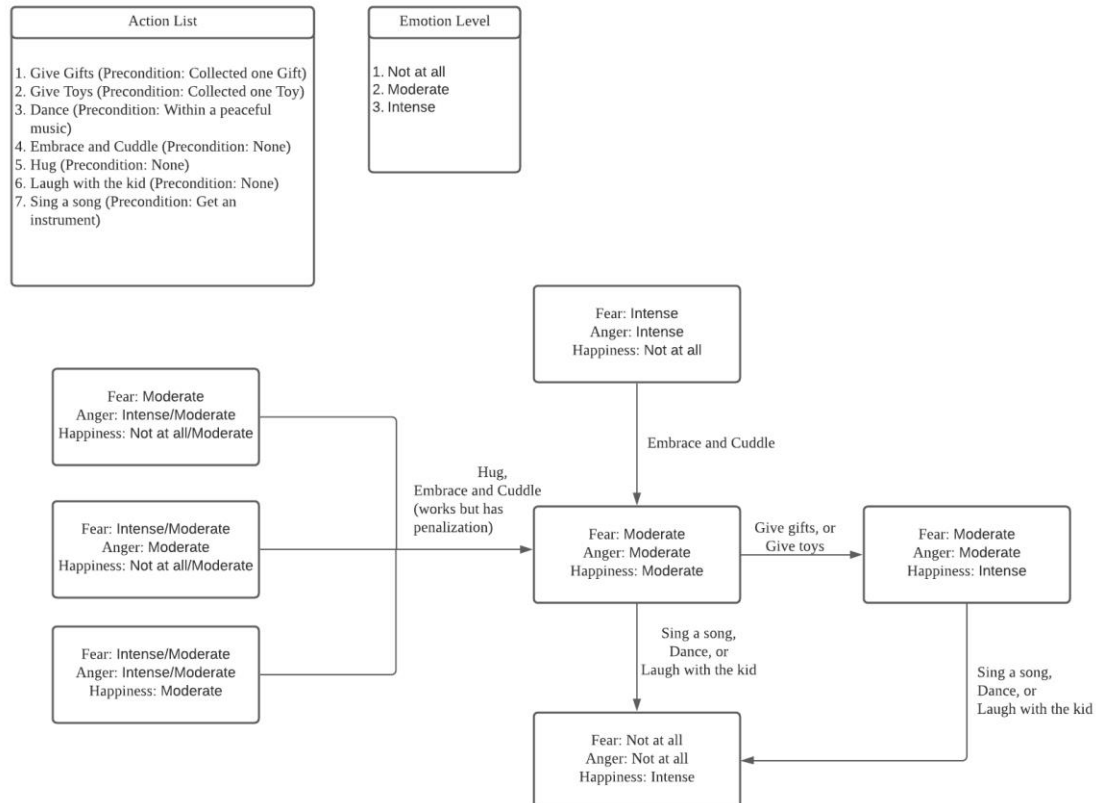 Action List
1. Give Gifts (Precondition: Collected one Gift)
2. Give Toys (Precondition: Collected one Toy)
3. Dance (Precondition: Within a peaceful
music)
4. Embrace and Cuddle (Precondition: None)
5. Hug (Precondition: None)
6. Laugh with the kid (Precondition: None)
7. Sing a song (Precondition: Get an
instrument)
Emotion Level
1. Not at all
2. Moderate
3. Intense
Fear: Intense
Anger: Intense
Happiness: Not at all
Embrace and Cuddle
Fear: Moderate
Anger: Intense/Moderate
Happiness: Not at all/Moderate
Fear: Intense/Moderate
Anger: Moderate
Happiness: Not at all/Moderate
Fear: Intense/Moderate
Anger: Intense/Moderate
Happiness: Moderate
Hug,
Embrace and Cuddle
(works but has
penalization)
Fear: Moderate
Anger: Moderate
Happiness: Moderate
Give gifts, or
Give toys
Fear: Moderate
Anger: Moderate
Happiness: Intense
Sing a song,
Dance, or
Laugh with the kid
Sing a song,
Dance, or
Laugh with the kid
Fear: Not at all
Anger: Not at all
Happiness: Intense